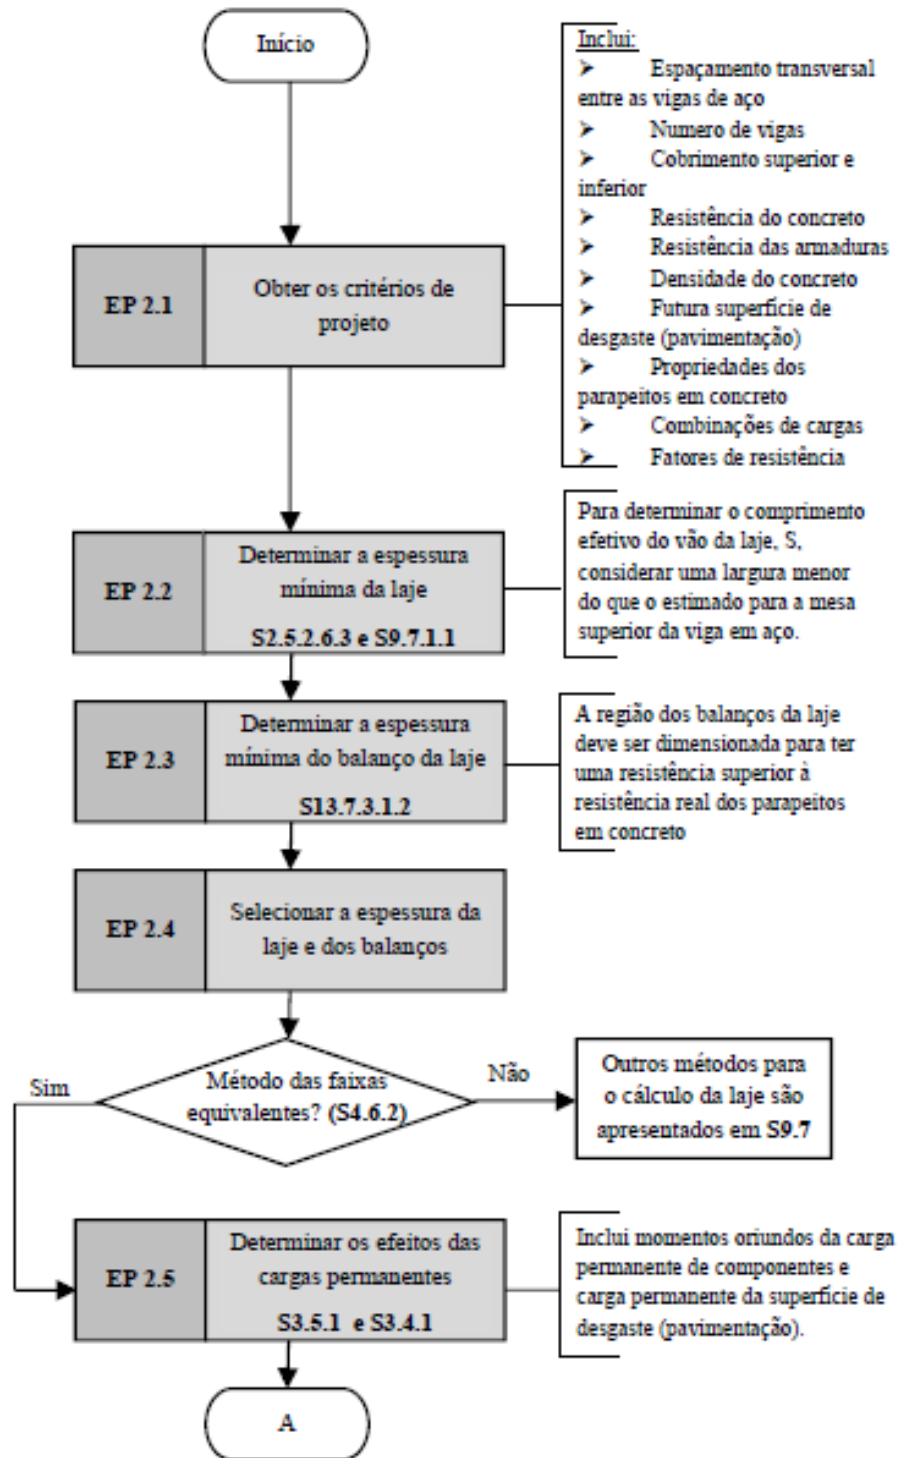 Início
Inclui:
➤ Espaçamento transversal
entre as vigas de aço
➤ Numero de vigas
➤ Cobrimento superior e
inferior
➤ Resistência do concreto
➤ Resistência das armaduras
➤ Densidade do concreto
➤ Futura superfície de
desgaste (pavimentação)
➤ Propriedades dos
parapeitos em concreto
➤ Combinações de cargas
➤ Fatores de resistência
EP 2.1
Obter os critérios de
projeto
EP 2.2
Determinar a espessura
mínima da laje
S2.5.2.6.3 e S9.7.1.1
Para determinar o comprimento
efetivo do vão da laje, S,
considerar uma largura menor
do que o estimado para a mesa
superior da viga em aço.
EP 2.3
Determinar a espessura
mínima do balanço da laje
S13.7.3.1.2
A região dos balanços da laje
deve ser dimensionada para ter
uma resistência superior à
resistência real dos parapeitos
em concreto
EP 2.4
Selecionar a espessura da
laje e dos balanços
Sim
Método das faixas
equivalentes? (S4.6.2)
Não
Outros métodos para
o cálculo da laje são
apresentados em S9.7
EP 2.5
Determinar os efeitos das
cargas permanentes
S3.5.1 e S3.4.1
Inclui momentos oriundos da carga
permanente de componentes e
carga permanente da superfície de
desgaste (pavimentação).
A